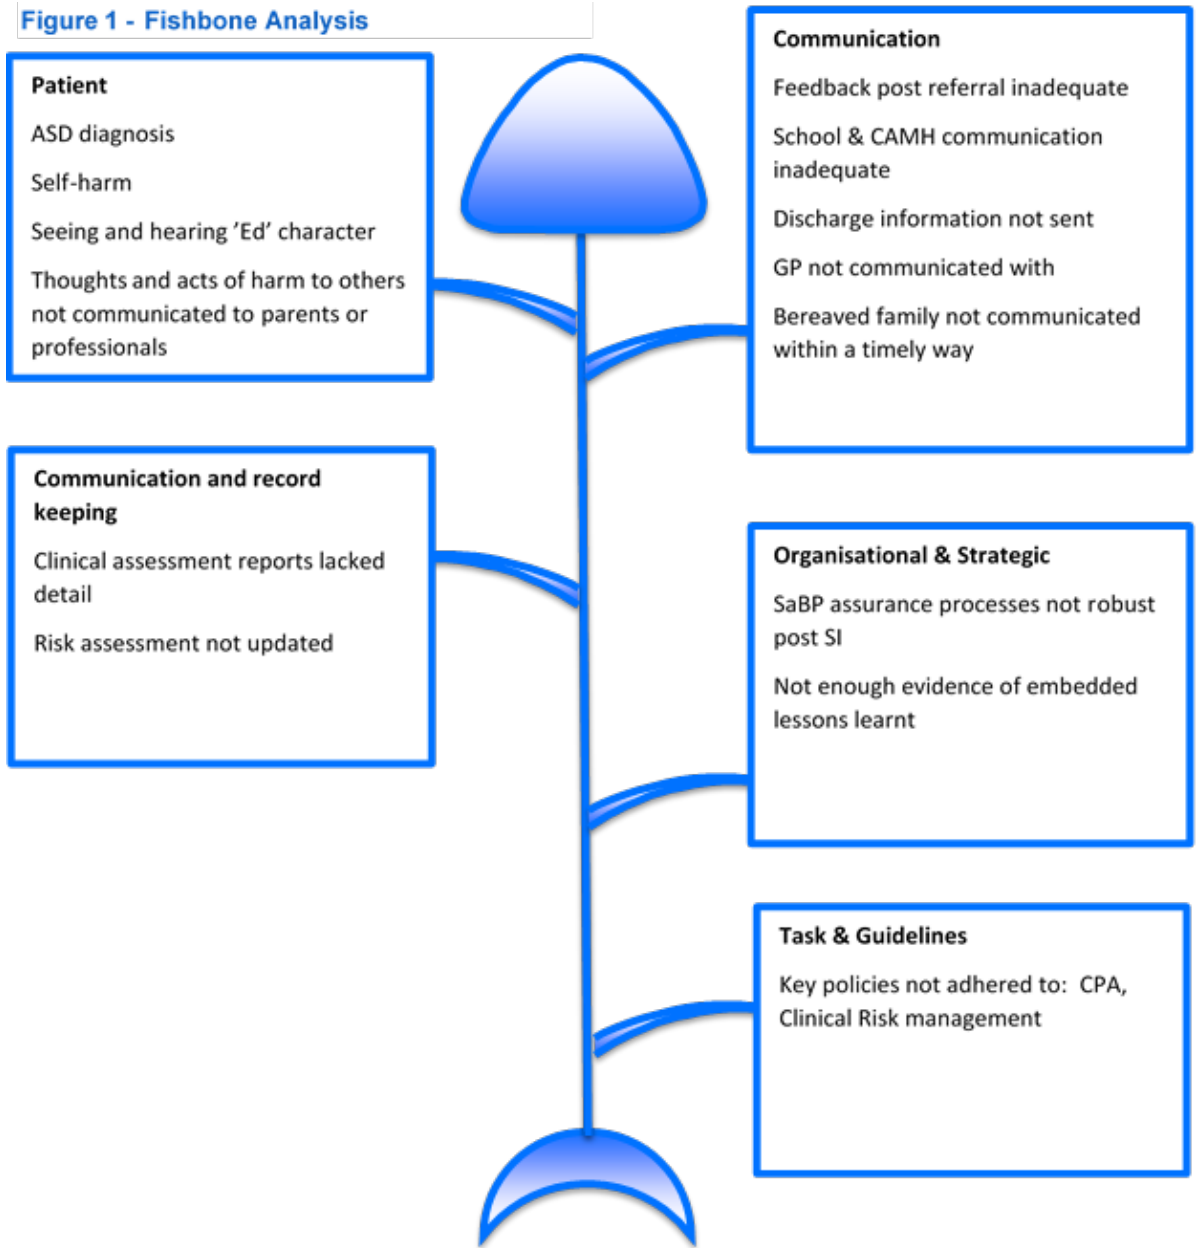 Figure 1 - Fishbone Analysis
Patient
ASD diagnosis
Self-harm
Seeing and hearing ’Ed’ character
Thoughts and acts of harm to others
not communicated to parents or
professionals
Communication
Feedback post referral inadequate
School & CAMH communication
inadequate
Discharge information not sent
GP not communicated with
Bereaved family not communicated
within a timely way
Communication and record
keeping
Clinical assessment reports lacked
detail
Risk assessment not updated
Organisational & Strategic
SaBP assurance processes not robust
post SI
Not enough evidence of embedded
lessons learnt
Task & Guidelines
Key policies not adhered to:  CPA,
Clinical Risk management